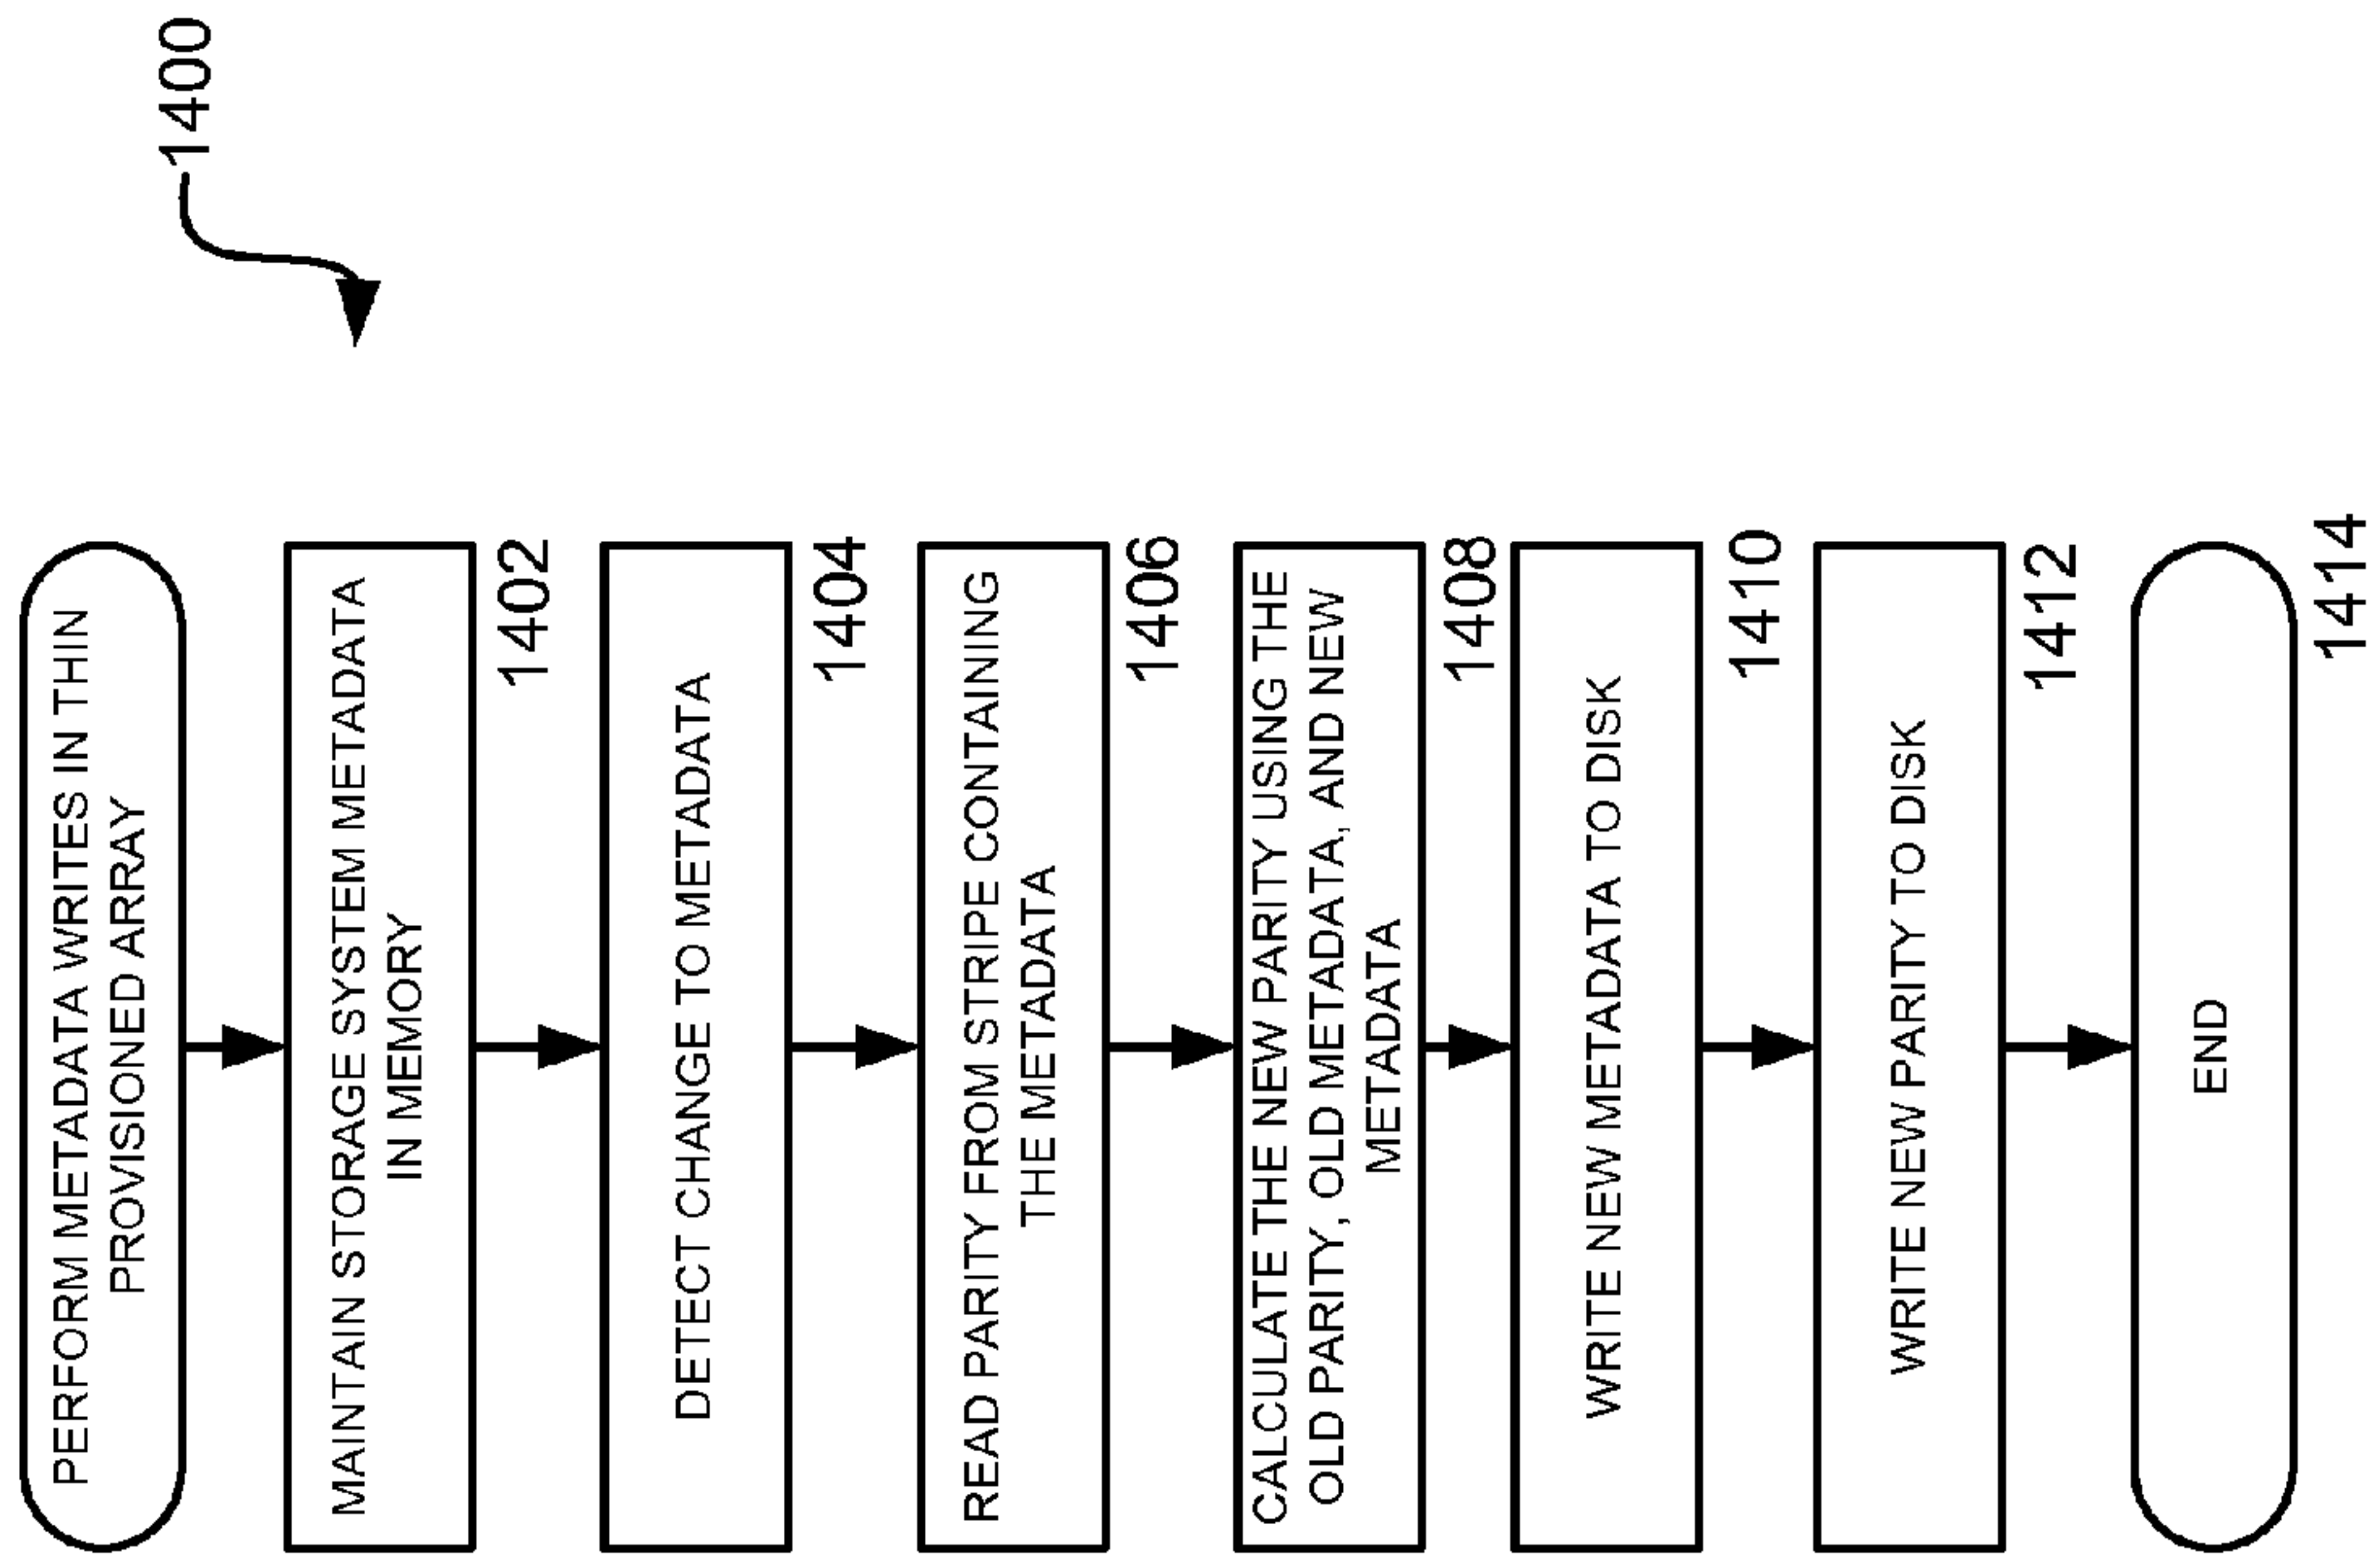 1400
PERFORM METADATA WRITES IN THIN
PROVISIONED ARRAY
MAINTAIN STORAGE SYSTEM METADATA
IN MEMORY
1402
DETECT CHANGE TO METADATA
1404
READ PARITY FROM STRIPE CONTAINING
THE METADATA
1406
CALCULATE THE NEW PARITY USING THE
OLD PARITY, OLD METADATA, AND NEW
METADATA
1408
WRITE NEW METADATA TO DISK
1410
WRITE NEW PARITY TO DISK
1412
END
1414